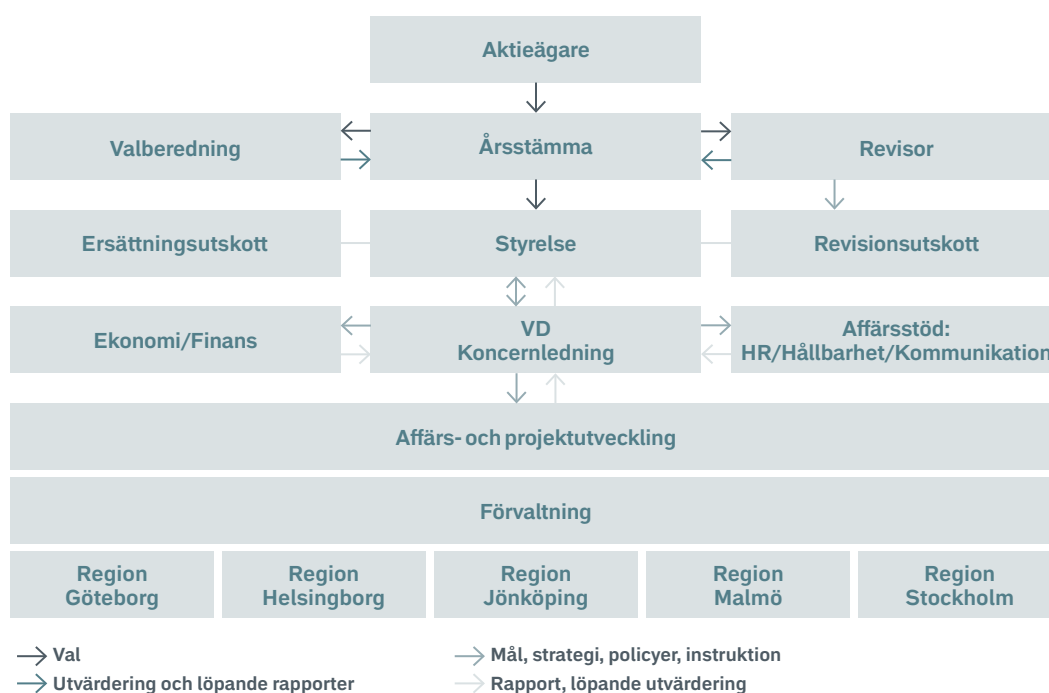 Aktieägare
Valberedning
Årsstämma
Revisor
Ersättningsutskott
Styrelse
Revisionsutskott
Ekonomi/Finans
VD
Koncernledning
Affärsstöd:
HR/Hållbarhet/Kommunikation
Affärs- och projektutveckling
Förvaltning
Region
Göteborg
Region
Helsingborg
Region
Jönköping
Region
Malmö
Region
Stockholm
Val
Utvärdering och löpande rapporter
Mål, strategi, policyer, instruktion
Rapport, löpande utvärdering